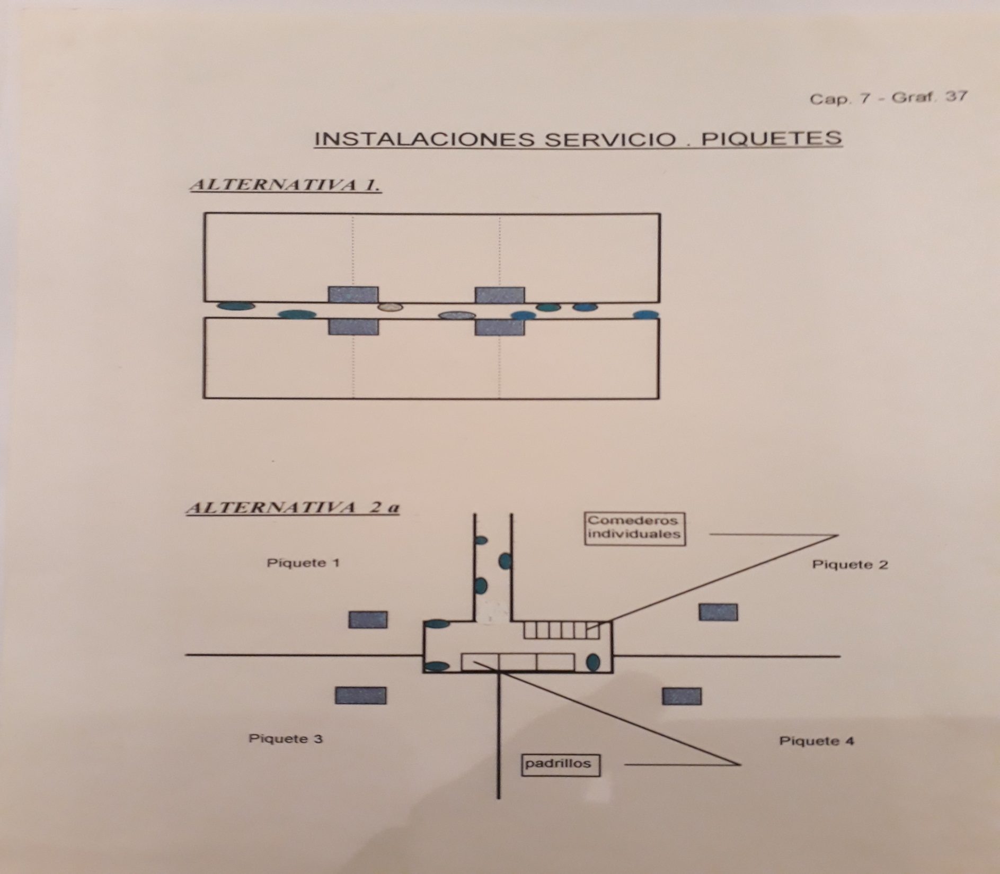 Cap. 7 - Graf. 37
INSTALACIONES SERVICIO . PIQUETES
ALTERNATIVA 1.
ALTERNATIVA 2 a
Comederos
individuales
Piquete 1
Piquete 2
Piquete 3
Piquete 4
padrillos